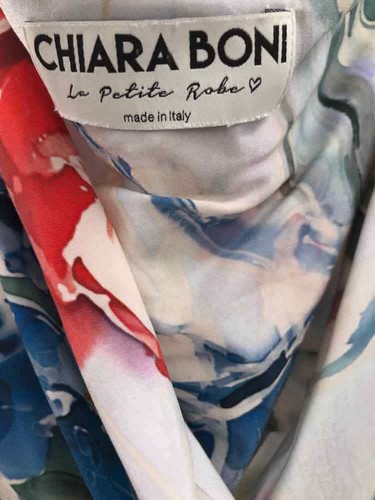 CHIARA BONI
La Petite Robe ♡
made in Italy